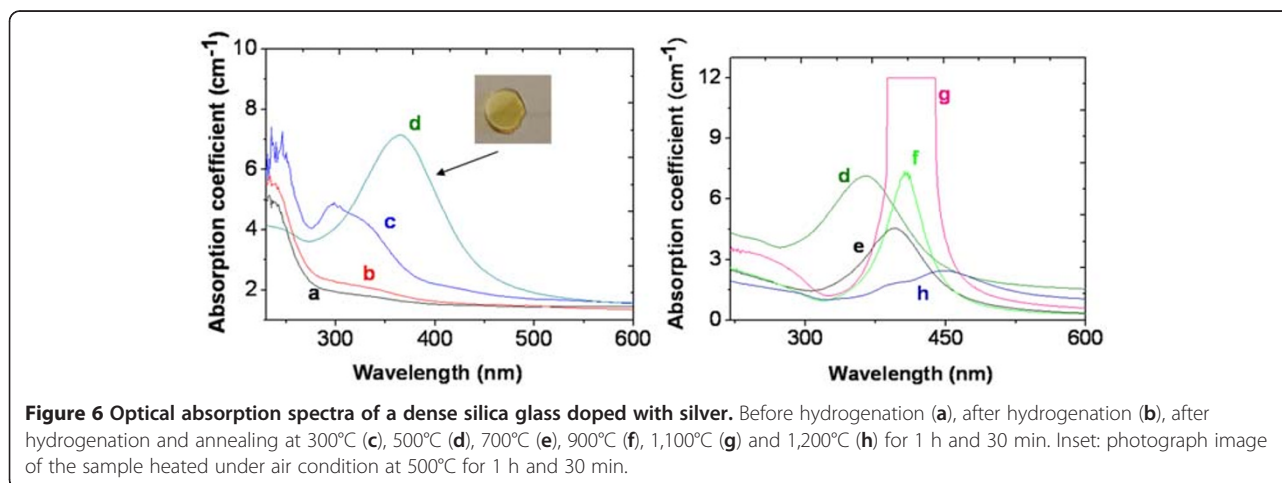 10
8
6
4
2
Absorption coefficient (cm⁻¹)
d
c
b
a
300 400 500 600
Wavelength (nm)
12
9
6
3
0
Absorption coefficient (cm⁻¹)
g
f
d
e
h
300 450 600
Wavelength (nm)
Figure 6 Optical absorption spectra of a dense silica glass doped with silver. Before hydrogenation (a), after hydrogenation (b), after
hydrogenation and annealing at 300°C (c), 500°C (d), 700°C (e), 900°C (f), 1,100°C (g) and 1,200°C (h) for 1 h and 30 min. Inset: photograph image
of the sample heated under air condition at 500°C for 1 h and 30 min.